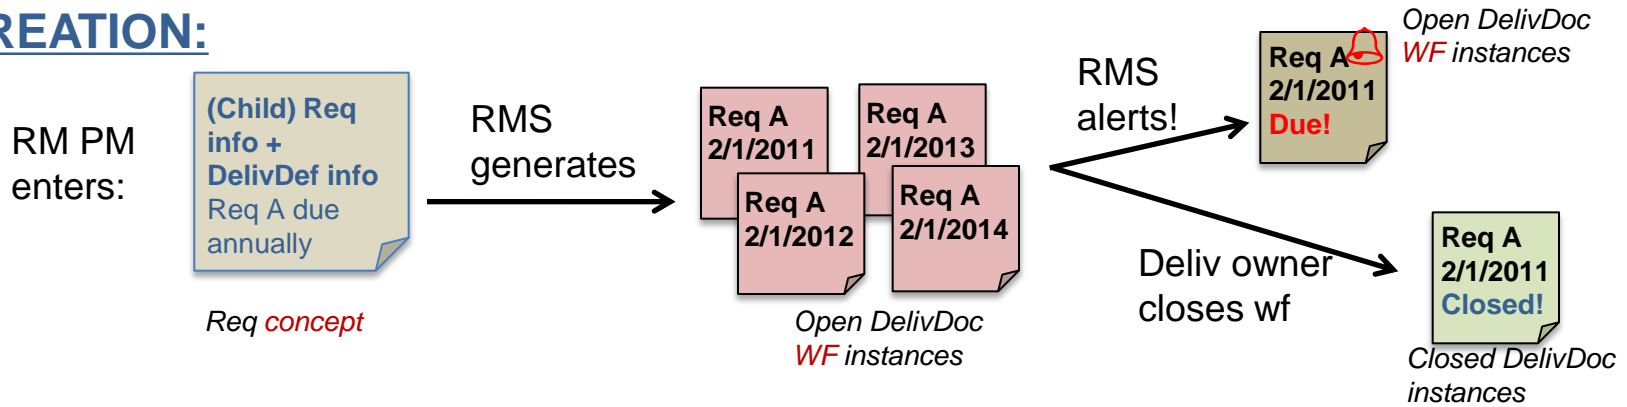 REATION:
RM PM
enters:
(Child) Req
info +
DelivDef info
Req A due
annually
Req concept
RMS
generates
Req A
2/1/2011
Req A
2/1/2013
Req A
2/1/2012
Req A
2/1/2014
Open DelivDoc
WF instances
RMS
alerts!
Req A
2/1/2011
Due!
Open DelivDoc
WF instances
Deliv owner
closes wf
Req A
2/1/2011
Closed!
Closed DelivDoc
instances